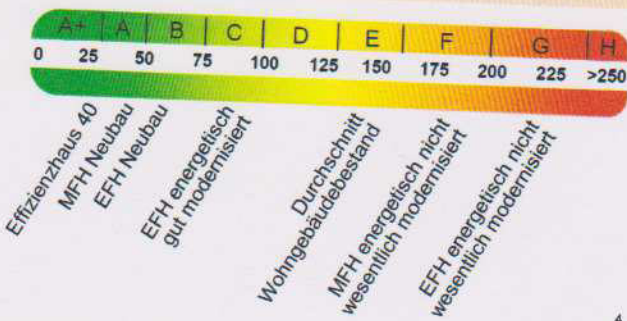 A+ A B C D E F G H
0 25 50 75 100 125 150 175 200 225 >250
Effizienzhaus 40
MFH Neubau
EFH Neubau
EFH energetisch
gut modernisiert
Durchschnitt
Wohngebäudebestand
MFH energetisch nicht
wesentlich modernisiert
EFH energetisch nicht
wesentlich modernisiert